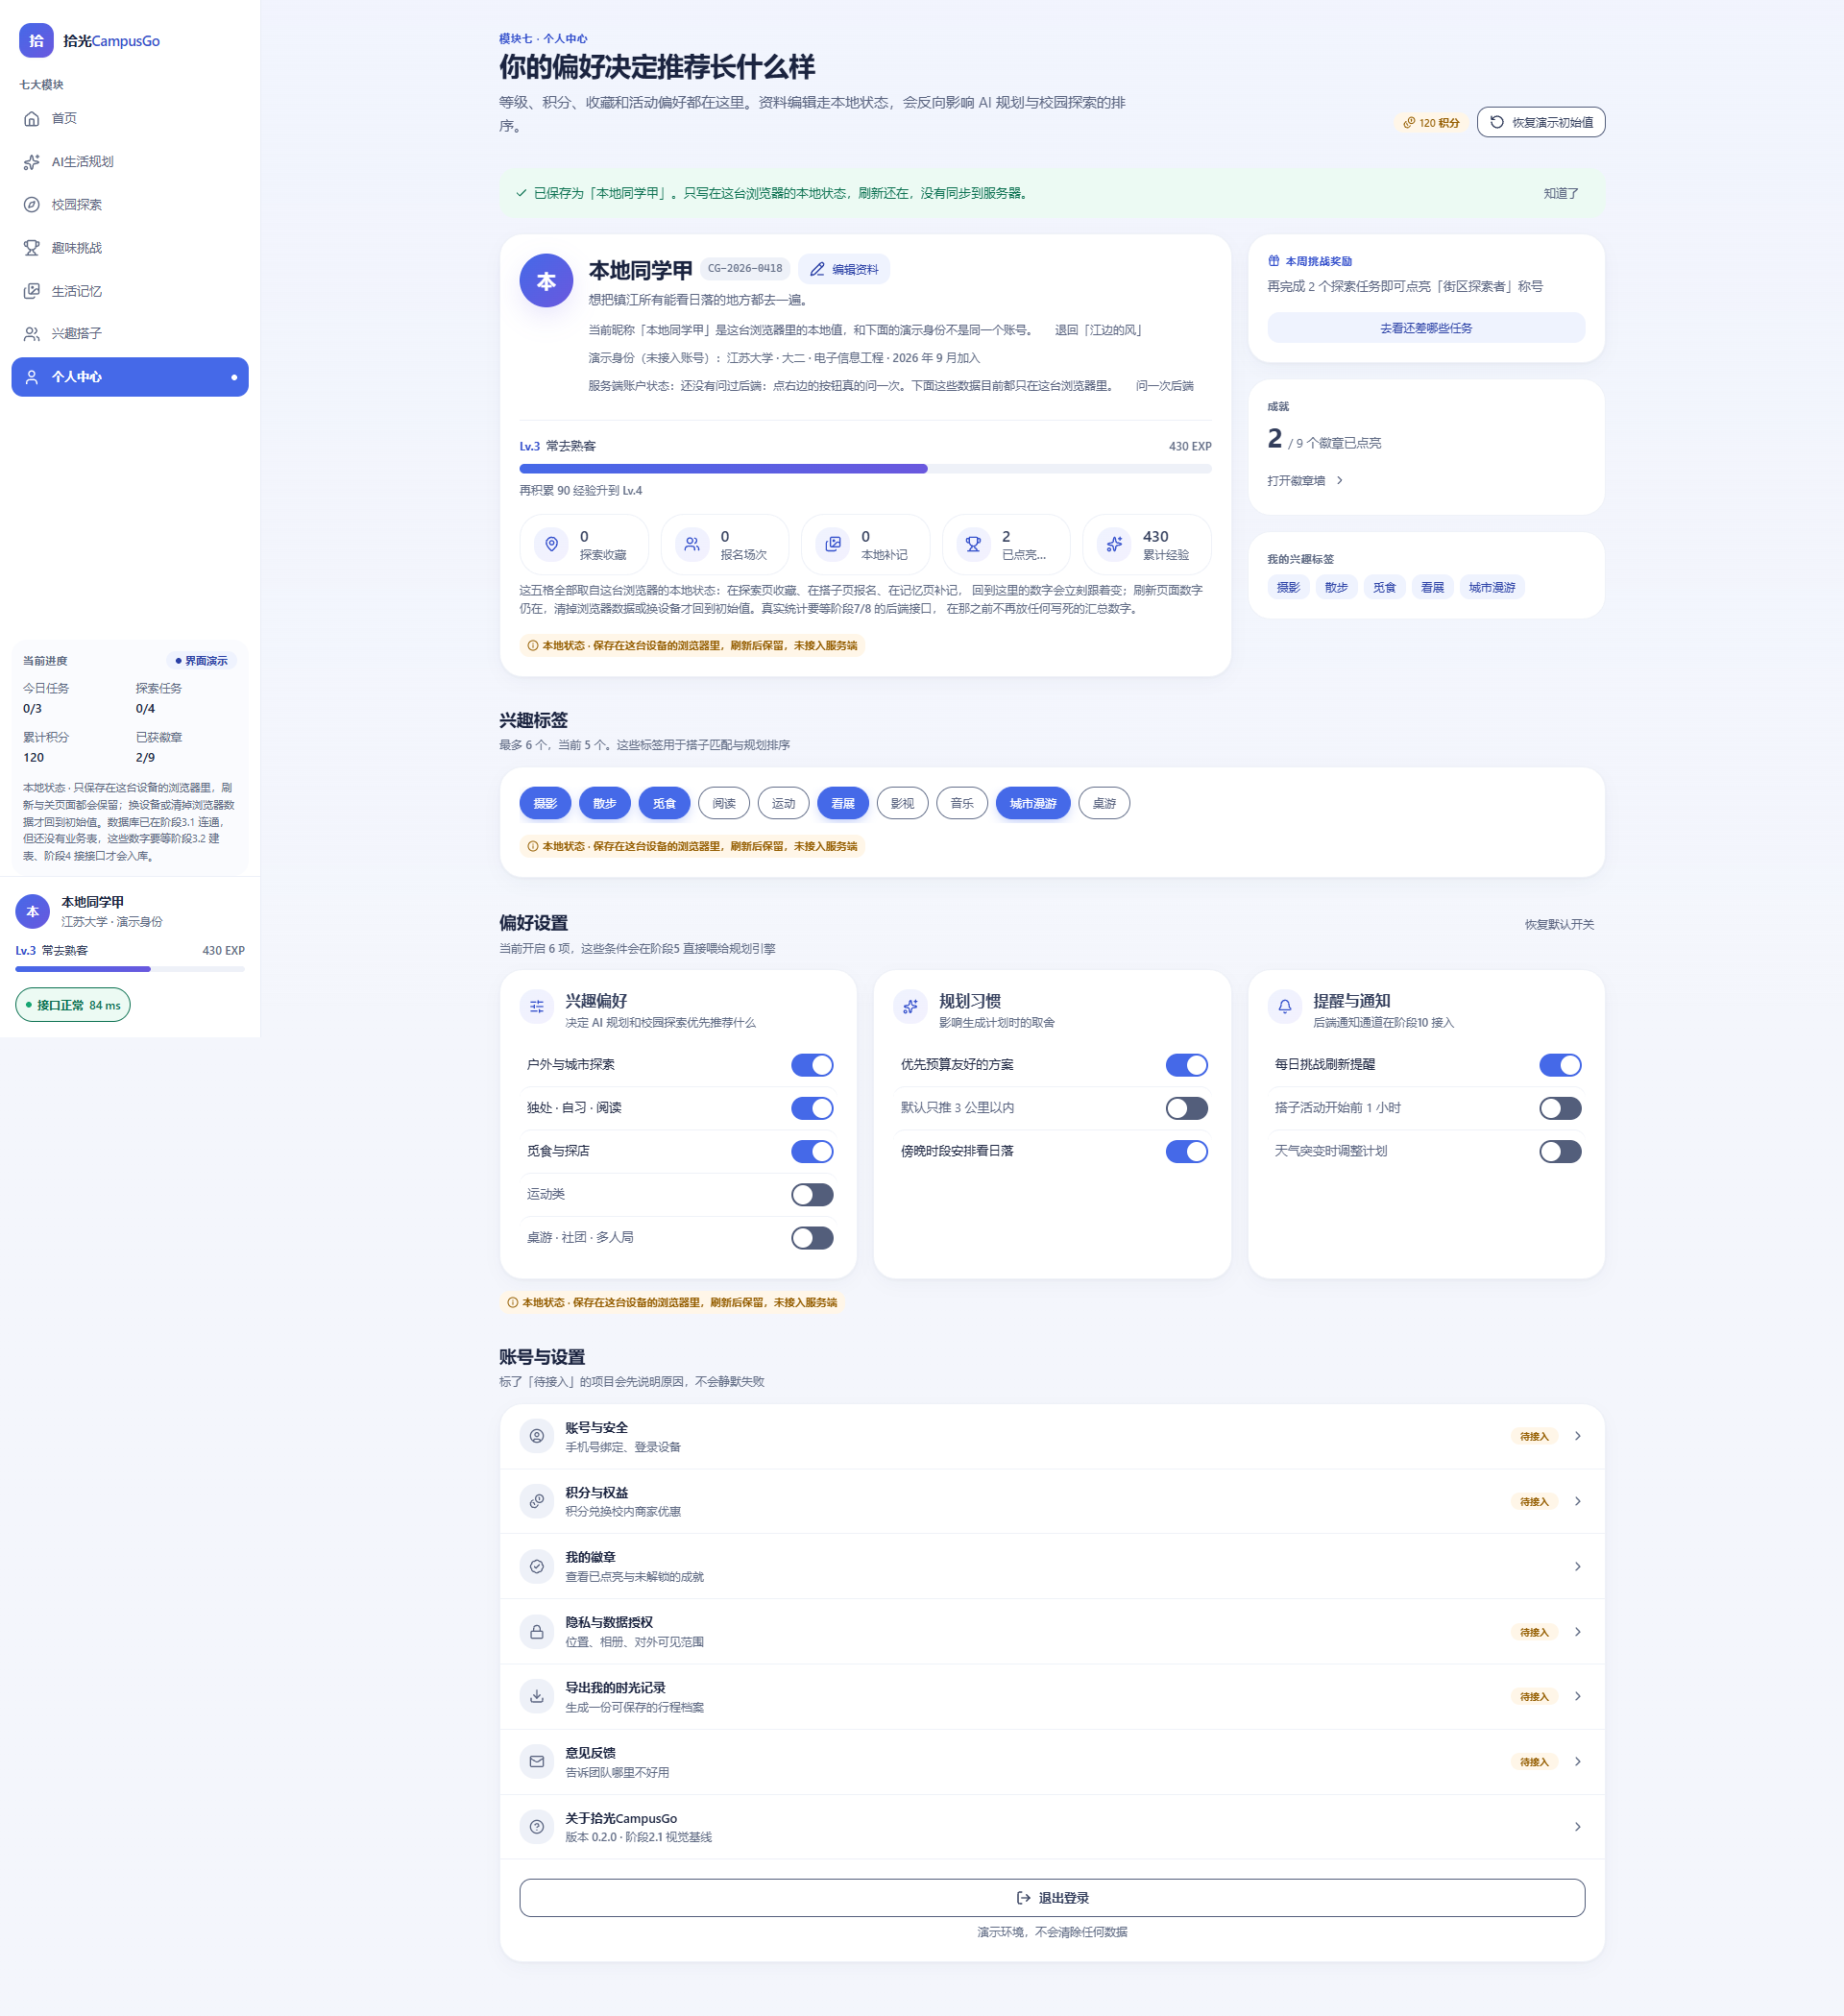 拾
拾光CampusGo
七大模块
首页
AI生活规划
校园探索
趣味挑战
生活记忆
兴趣搭子
个人中心
当前进度
界面演示
今日任务
探索任务
0/3
0/4
累计积分
已获徽章
120
2/9
本地状态 · 只保存在这台设备的浏览器里，刷
新与关页面都会保留；换设备或清掉浏览器数
据才回到初始值。数据库已在阶段3.1 连通，
但还没有业务表，这些数字要等阶段3.2 建
表、阶段4 接接口才会入库。
本
本地同学甲
江苏大学 · 演示身份
Lv.3 常去熟客
430 EXP
接口正常 84 ms
模块七 · 个人中心
你的偏好决定推荐长什么样
等级、积分、收藏和活动偏好都在这里。资料编辑走本地状态，会反向影响 AI 规划与校园探索的排
序。
120 积分
恢复演示初始值
已保存为「本地同学甲」。只写在这台浏览器的本地状态，刷新还在，没有同步到服务器。
知道了
本
本地同学甲
CG-2026-0418
编辑资料
想把镇江所有能看日落的地方都去一遍。
当前昵称「本地同学甲」是这台浏览器里的本地值，和下面的演示身份不是同一个账号。 退回「江边的风」
演示身份（未接入账号）：江苏大学 · 大二 · 电子信息工程 · 2026 年 9 月加入
服务端账户状态：还没有问过后端：点右边的按钮真的问一次。下面这些数据目前都只在这台浏览器里。 问一次后端
Lv.3 常去熟客
430 EXP
再积累 90 经验升到 Lv.4
0
探索收藏
0
报名场次
0
本地补记
2
已点亮...
430
累计经验
这五格全部取自这台浏览器的本地状态：在探索页收藏、在搭子页报名、在记忆页补记， 回到这里的数字会立刻跟着变；刷新页面数字
仍在，清掉浏览器数据或换设备才回到初始值。真实统计要等阶段7/8 的后端接口， 在那之前不再放任何写死的汇总数字。
本地状态 · 保存在这台设备的浏览器里，刷新后保留，未接入服务端
本周挑战奖励
再完成 2 个探索任务即可点亮「街区探索者」称号
去看还差哪些任务
成就
2 / 9 个徽章已点亮
打开徽章墙
我的兴趣标签
摄影
散步
觅食
看展
城市漫游
兴趣标签
最多 6 个，当前 5 个。这些标签用于搭子匹配与规划排序
摄影
散步
觅食
阅读
运动
看展
影视
音乐
城市漫游
桌游
本地状态 · 保存在这台设备的浏览器里，刷新后保留，未接入服务端
偏好设置
恢复默认开关
当前开启 6 项，这些条件会在阶段5 直接喂给规划引擎
兴趣偏好
决定 AI 规划和校园探索优先推荐什么
户外与城市探索
独处 · 自习 · 阅读
觅食与探店
运动类
桌游 · 社团 · 多人局
规划习惯
影响生成计划时的取舍
优先预算友好的方案
默认只推 3 公里以内
傍晚时段安排看日落
提醒与通知
后端通知通道在阶段10 接入
每日挑战刷新提醒
搭子活动开始前 1 小时
天气突变时调整计划
本地状态 · 保存在这台设备的浏览器里，刷新后保留，未接入服务端
账号与设置
标了「待接入」的项目会先说明原因，不会静默失败
账号与安全
手机号绑定、登录设备
待接入
积分与权益
积分兑换校内商家优惠
待接入
我的徽章
查看已点亮与未解锁的成就
隐私与数据授权
位置、相册、对外可见范围
待接入
导出我的时光记录
生成一份可保存的行程档案
待接入
意见反馈
告诉团队哪里不好用
待接入
关于拾光CampusGo
版本 0.2.0 · 阶段2.1 视觉基线
退出登录
演示环境，不会清除任何数据